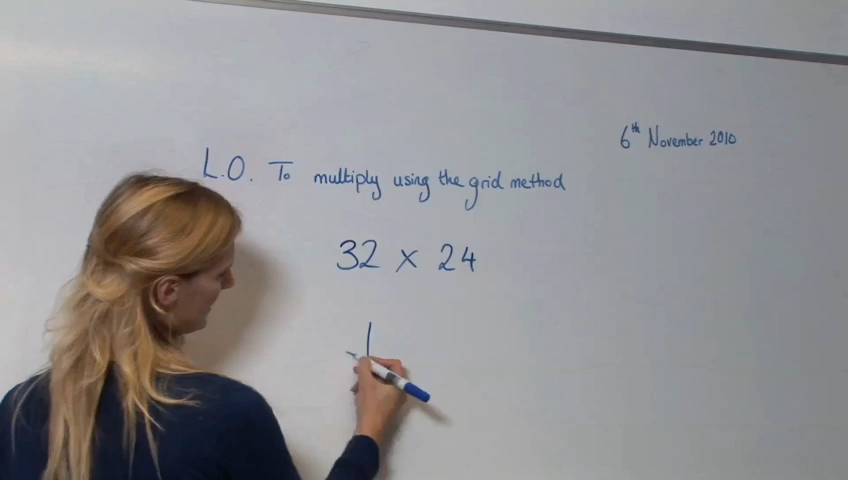 6th November 2010
L.O. To multiply using the grid method
32 x 24